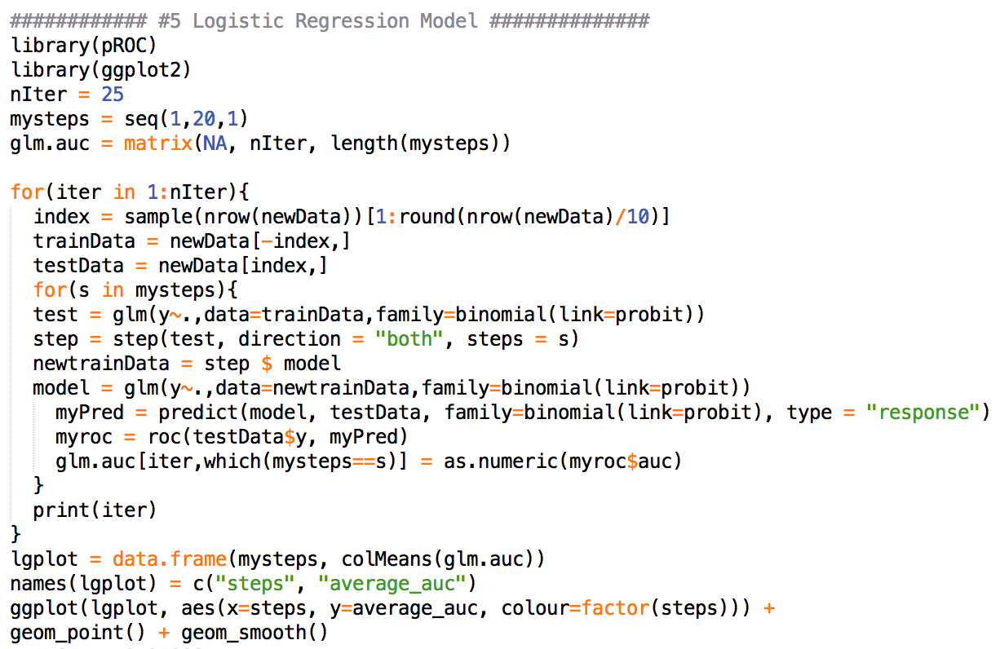 ############ #5 Logistic Regression Model ##############
library(pROC)
library(ggplot2)
nIter = 25
mysteps = seq(1,20,1)
glm.auc = matrix(NA, nIter, length(mysteps))

for(iter in 1:nIter){
  index = sample(nrow(newData))[1:round(nrow(newData)/10)]
  trainData = newData[-index,]
  testData = newData[index,]
  for(s in mysteps){
  test = glm(y~.,data=trainData,family=binomial(link=probit))
  step = step(test, direction = "both", steps = s)
  newtrainData = step $ model
  model = glm(y~.,data=newtrainData,family=binomial(link=probit))
    myPred = predict(model, testData, family=binomial(link=probit), type = "response")
    myroc = roc(testData$y, myPred)
    glm.auc[iter,which(mysteps==s)] = as.numeric(myroc$auc)
  }
  print(iter)
}
lgplot = data.frame(mysteps, colMeans(glm.auc))
names(lgplot) = c("steps", "average_auc")
ggplot(lgplot, aes(x=steps, y=average_auc, colour=factor(steps))) +
geom_point() + geom_smooth()